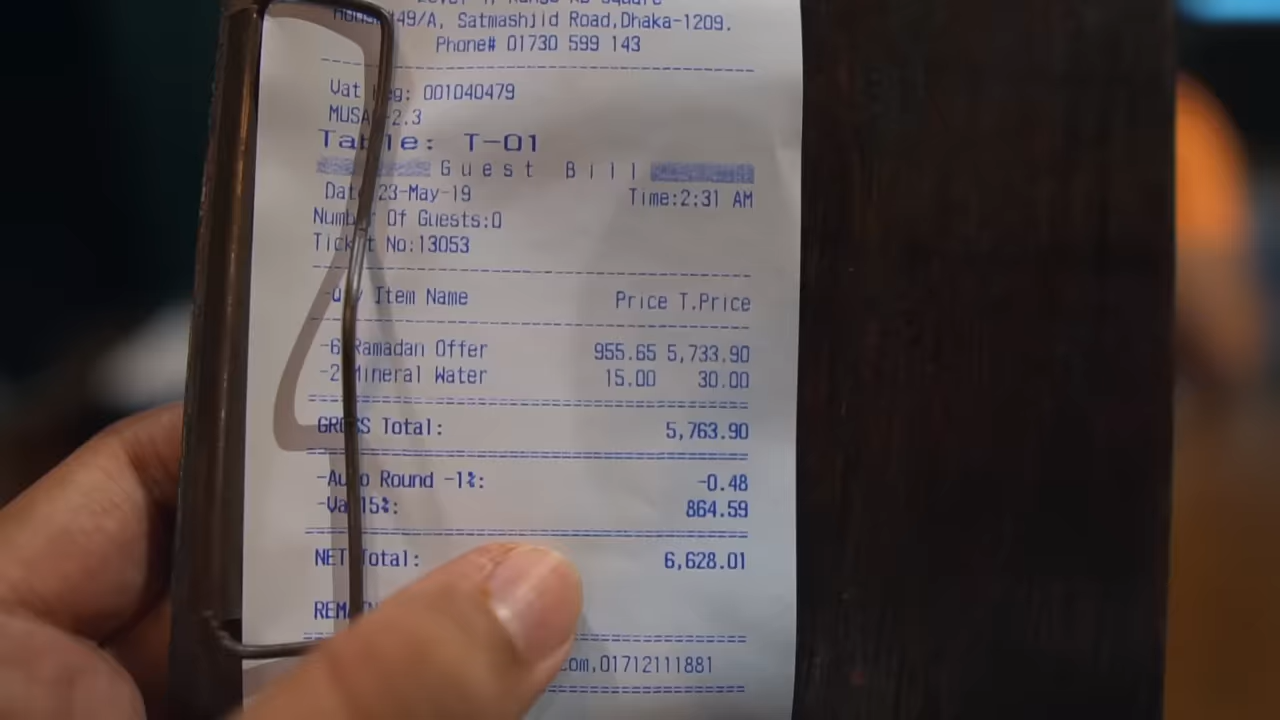 49/A, Satmashjid Road,Dhaka-1209.
Phone# 01730 599 143
Vat Reg: 001040479
MUSA 2.3
Table: T-01
Guest Bill
Date 23-May-19 Time:2:31 AM
Number Of Guests:0
Ticket No:13053
-Qty Item Name Price T.Price
-6 Ramadan Offer 955.65 5,733.90
-2 Mineral Water 15.00 30.00
GROSS Total: 5,763.90
-Auto Round -1%: -0.48
-Vat 15%: 864.59
NET Total: 6,628.01
com,01712111881